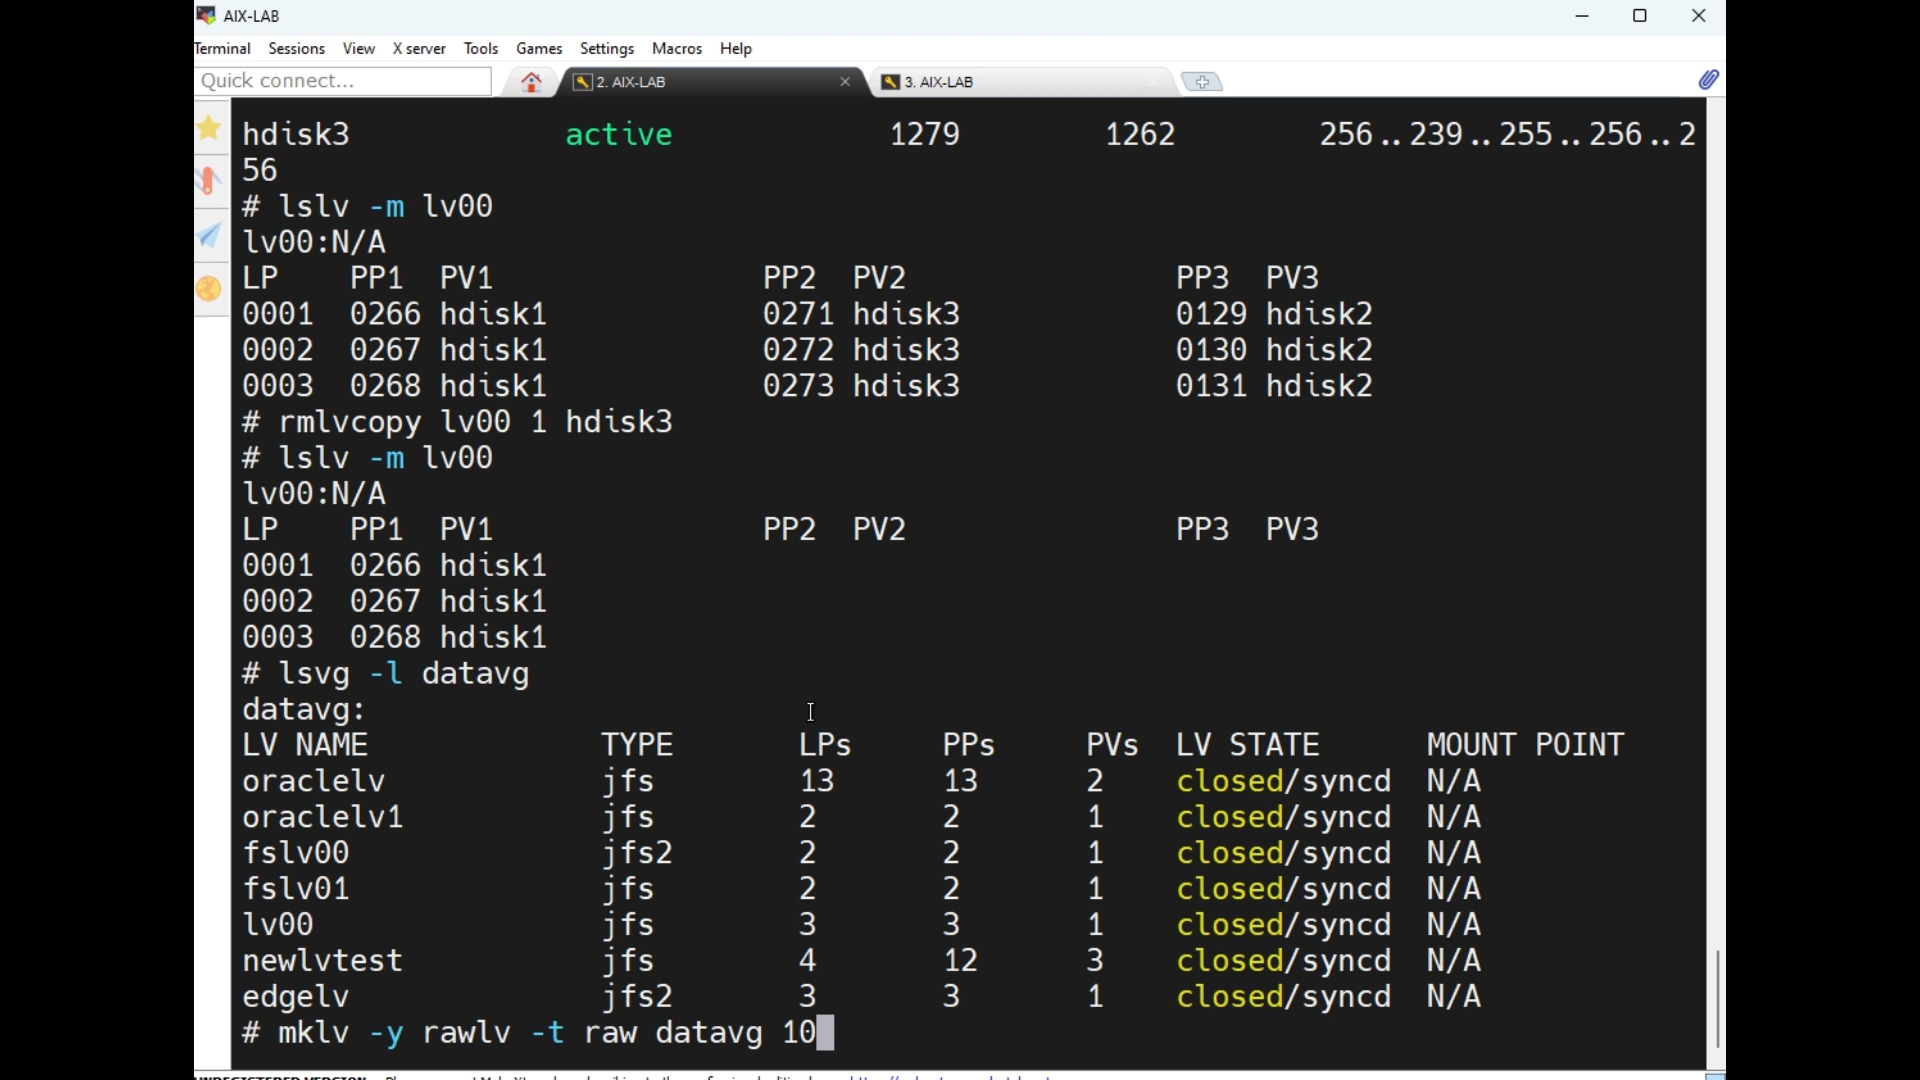 AIX-LAB
Terminal Sessions View X server Tools Games Settings Macros Help
Quick connect... 2. AIX-LAB 3. AIX-LAB
hdisk3 active 1279 1262 256..239..255..256..2
56
# lslv -m lv00
lv00:N/A
LP PP1 PV1 PP2 PV2 PP3 PV3
0001 0266 hdisk1 0271 hdisk3 0129 hdisk2
0002 0267 hdisk1 0272 hdisk3 0130 hdisk2
0003 0268 hdisk1 0273 hdisk3 0131 hdisk2
# rmlvcopy lv00 1 hdisk3
# lslv -m lv00
lv00:N/A
LP PP1 PV1 PP2 PV2 PP3 PV3
0001 0266 hdisk1
0002 0267 hdisk1
0003 0268 hdisk1
# lsvg -l datavg
datavg:
LV NAME TYPE LPs PPs PVs LV STATE MOUNT POINT
oraclelv jfs 13 13 2 closed/syncd N/A
oraclelv1 jfs 2 2 1 closed/syncd N/A
fslv00 jfs2 2 2 1 closed/syncd N/A
fslv01 jfs 2 2 1 closed/syncd N/A
lv00 jfs 3 3 1 closed/syncd N/A
newlvtest jfs 4 12 3 closed/syncd N/A
edgelv jfs2 3 3 1 closed/syncd N/A
# mklv -y rawlv -t raw datavg 10